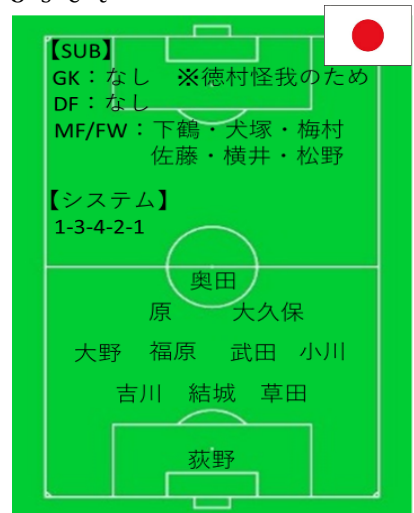 【SUB】
GK：なし　※徳村怪我のため
DF：なし
MF/FW：下鶴・犬塚・梅村
佐藤・横井・松野
【システム】
1-3-4-2-1
奥田
原　大久保
大野　福原　武田　小川
吉川　結城　草田
荻野